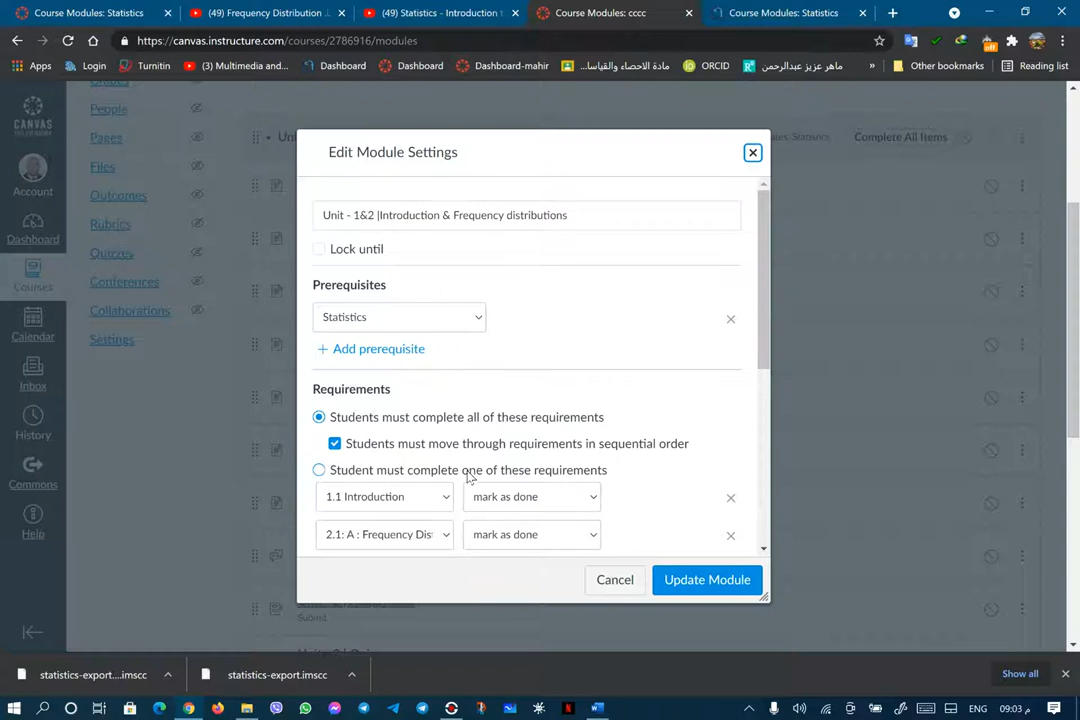 Course Modules: Statistics
(49) Frequency Distribution
(49) Statistics - Introduction
Course Modules: cccc
Course Modules: Statistics
https://canvas.instructure.com/courses/2786916/modules
Apps
Login
Turnitin
(3) Multimedia and...
Dashboard
Dashboard
Dashboard-mahir
مادة الاحصاء والقياسا...
ORCID
ماهر عزيز عبدالرحمن
»
Other bookmarks
Reading list
CANVAS
Account
Dashboard
Courses
Calendar
Inbox
History
Commons
Help
Grades
People
Pages
Files
Outcomes
Rubrics
Quizzes
Conferences
Collaborations
Settings
Statistics
Complete All Items
Submit
Edit Module Settings
Unit - 1&2 |Introduction & Frequency distributions
Lock until
Prerequisites
Statistics
+ Add prerequisite
Requirements
Students must complete all of these requirements
Students must move through requirements in sequential order
Student must complete one of these requirements
1.1 Introduction
mark as done
2.1: A : Frequency Dis
mark as done
Cancel
Update Module
statistics-export....imscc
statistics-export.imscc
Show all
ENG
09:03 م